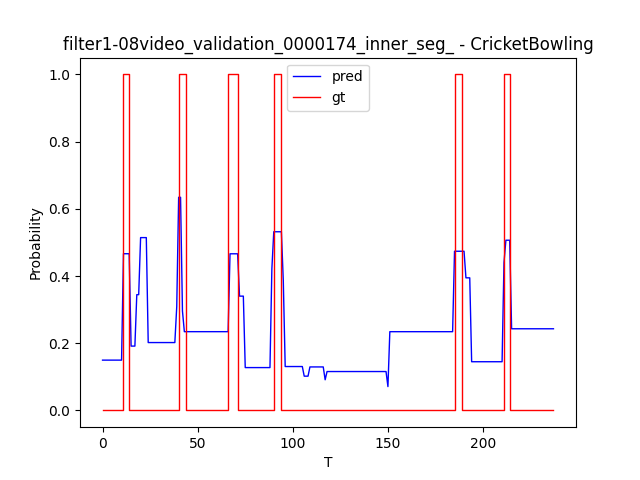 filter1-08video_validation_0000174_inner_seg_ - CricketBowling
pred
gt
1.0
0.8
0.6
0.4
0.2
0.0
Probability
0
50
100
150
200
T